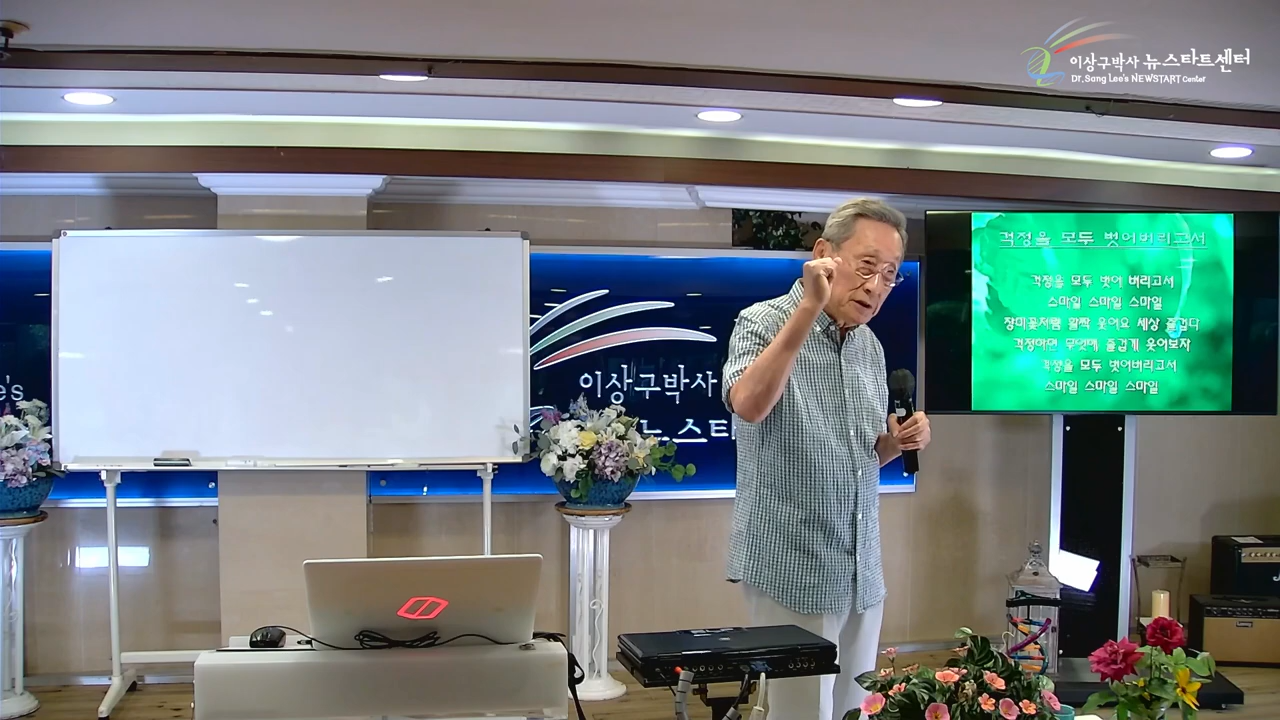 이상구박사 뉴스타트센터
Dr. Sang Lee's NEWSTART Center
걱정을 모두 벗어버리고서
걱정을 모두 벗어 버리고서
스마일 스마일 스마일
장미꽃처럼 활짝 웃어요 세상 즐겁다
걱정하면 무엇해 즐겁게 웃어보자
걱정을 모두 벗어버리고서
스마일 스마일 스마일
이상구박사
뉴.스타
e's